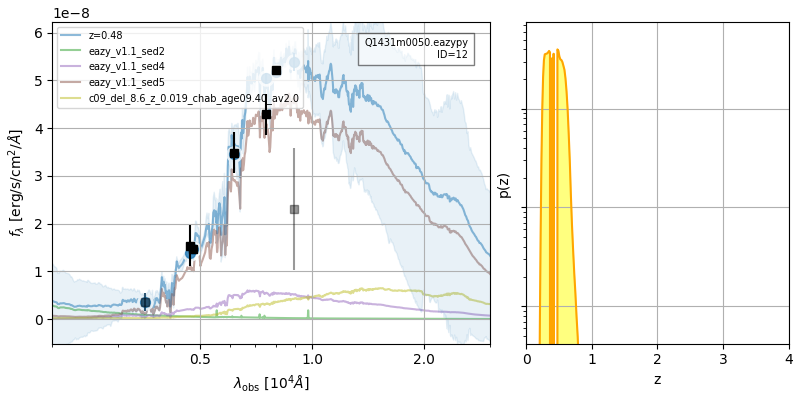 1e−8
z=0.48
eazy_v1.1_sed2
eazy_v1.1_sed4
eazy_v1.1_sed5
c09_del_8.6_z_0.019_chab_age09.40_av2.0
Q1431m0050.eazypy
ID=12
6
5
4
3
2
1
0
fλ [erg/s/cm²/Å]
0.5
1.0
2.0
λobs [10⁴Å]
p(z)
0
1
2
3
4
z